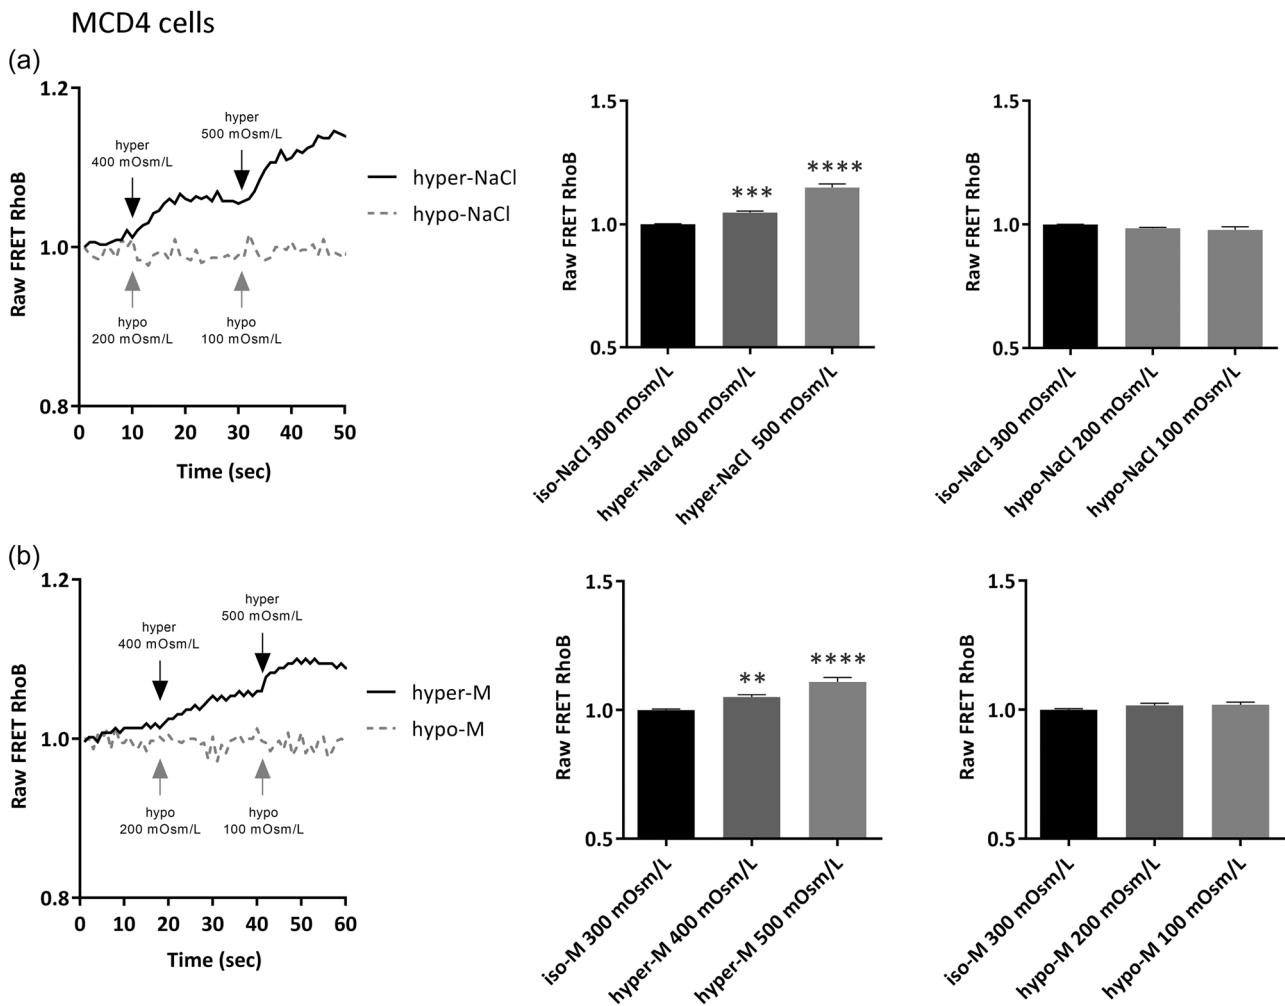 MCD4 cells
(a)
1.2
1.0
0.8
Raw FRET RhoB
0 10 20 30 40 50
Time (sec)
hyper
400 mOsm/L
hyper
500 mOsm/L
hypo
200 mOsm/L
hypo
100 mOsm/L
hyper-NaCl
hypo-NaCl
1.5
1.0
0.5
Raw FRET RhoB
***
****
iso-NaCl 300 mOsm/L
hyper-NaCl 400 mOsm/L
hyper-NaCl 500 mOsm/L
1.5
1.0
0.5
Raw FRET RhoB
iso-NaCl 300 mOsm/L
hypo-NaCl 200 mOsm/L
hypo-NaCl 100 mOsm/L
(b)
1.2
1.0
0.8
Raw FRET RhoB
0 10 20 30 40 50 60
Time (sec)
hyper
400 mOsm/L
hyper
500 mOsm/L
hypo
200 mOsm/L
hypo
100 mOsm/L
hyper-M
hypo-M
1.5
1.0
0.5
Raw FRET RhoB
**
****
iso-M 300 mOsm/L
hyper-M 400 mOsm/L
hyper-M 500 mOsm/L
1.5
1.0
0.5
Raw FRET RhoB
iso-M 300 mOsm/L
hypo-M 200 mOsm/L
hypo-M 100 mOsm/L